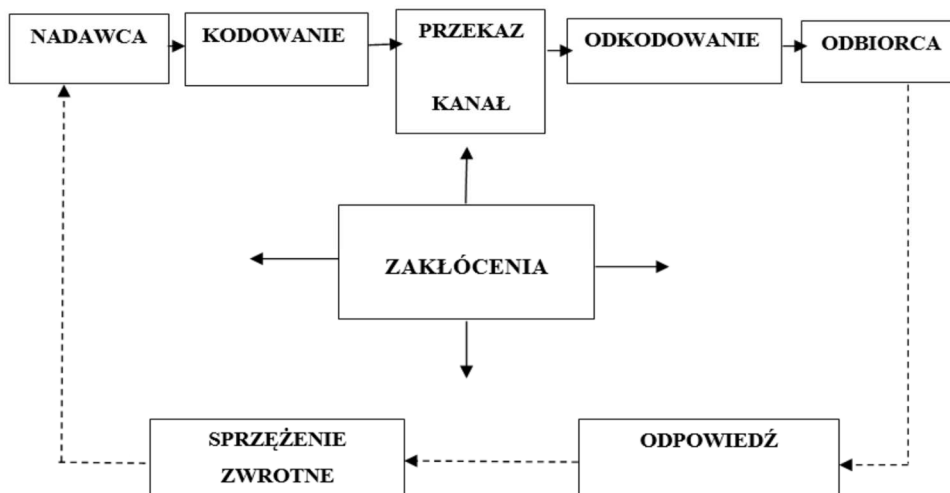 NADAWCA
KODOWANIE
PRZEKAZ
KANAŁ
ODKODOWANIE
ODBIORCA
ZAKŁÓCENIA
SPRZĘŻENIE
ZWROTNE
ODPOWIEDŹ